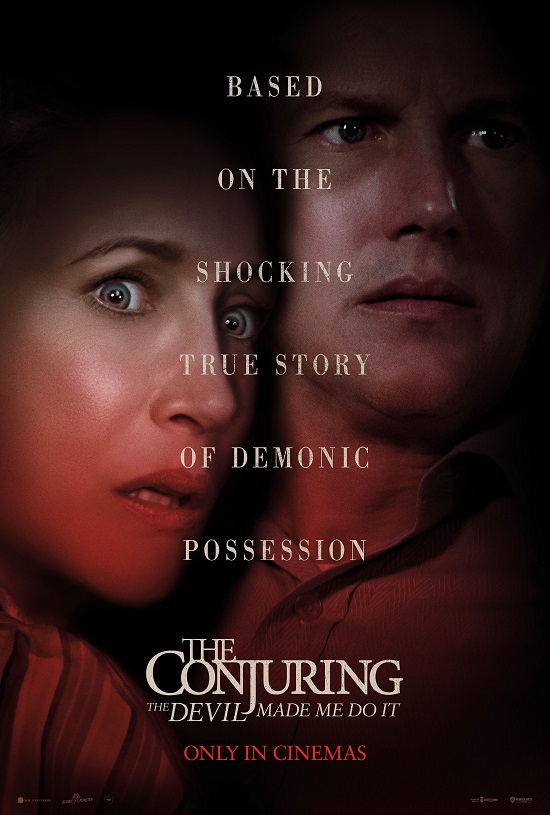 BASED
ON THE
SHOCKING
TRUE STORY
OF DEMONIC
POSSESSION
THE
CONJURING
THE DEVIL MADE ME DO IT
ONLY IN CINEMAS